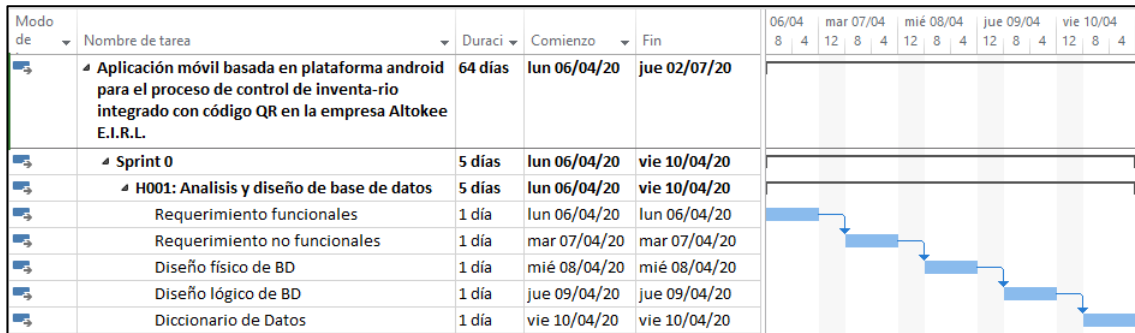 Modo de Nombre de tarea Duraci Comienzo Fin
06/04 mar 07/04 mié 08/04 jue 09/04 vie 10/04
8 4 12 8 4 12 8 4 12 8 4 12 8 4
Aplicación móvil basada en plataforma android 64 días lun 06/04/20 jue 02/07/20
para el proceso de control de inventa-rio
integrado con código QR en la empresa Altokee
E.I.R.L.
Sprint 0 5 días lun 06/04/20 vie 10/04/20
H001: Analisis y diseño de base de datos 5 días lun 06/04/20 vie 10/04/20
Requerimiento funcionales 1 día lun 06/04/20 lun 06/04/20
Requerimiento no funcionales 1 día mar 07/04/20 mar 07/04/20
Diseño físico de BD 1 día mié 08/04/20 mié 08/04/20
Diseño lógico de BD 1 día jue 09/04/20 jue 09/04/20
Diccionario de Datos 1 día vie 10/04/20 vie 10/04/20